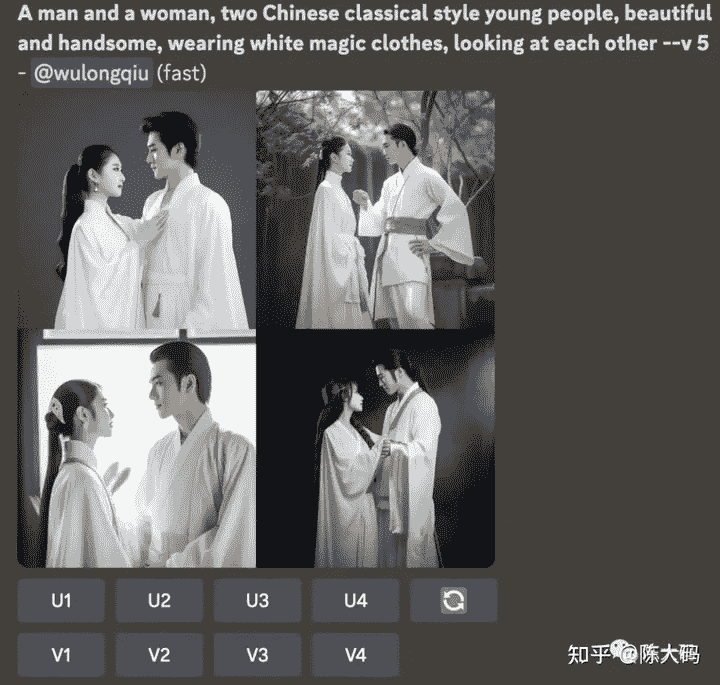 A man and a woman, two Chinese classical style young people, beautiful
and handsome, wearing white magic clothes, looking at each other --v 5
- @wulongqiu (fast)
U1 U2 U3 U4
V1 V2 V3 V4
知乎 @陈大码